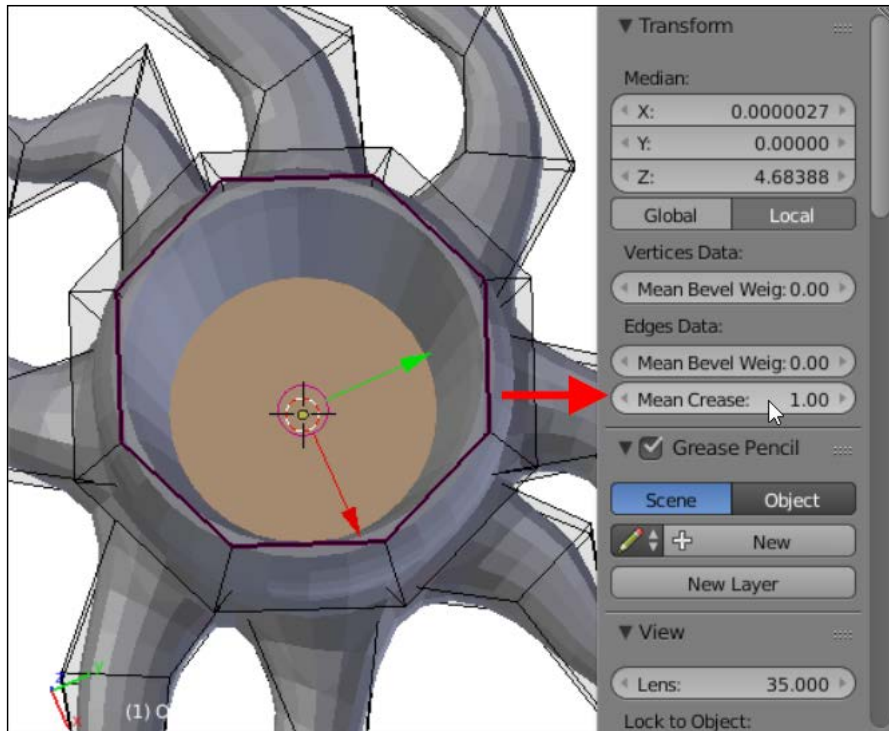 Transform
Median:
X: 0.0000027
Y: 0.00000
Z: 4.68388
Global Local
Vertices Data:
Mean Bevel Weig: 0.00
Edges Data:
Mean Bevel Weig: 0.00
Mean Crease: 1.00
Grease Pencil
Scene Object
New
New Layer
View
Lens: 35.000
Lock to Object:
Z Y
X
(1)